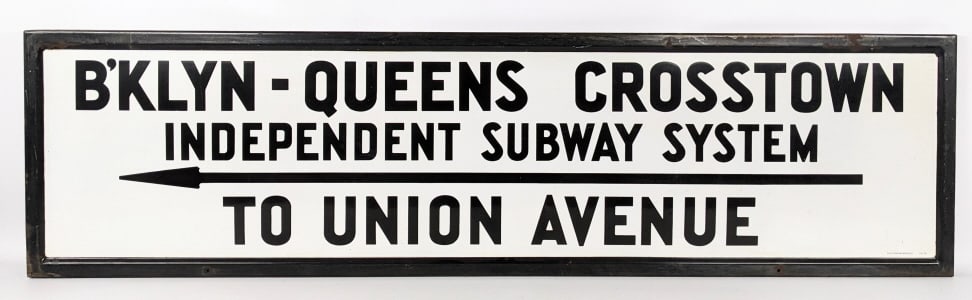 B'KLYN - QUEENS CROSSTOWN
INDEPENDENT SUBWAY SYSTEM
TO UNION AVENUE